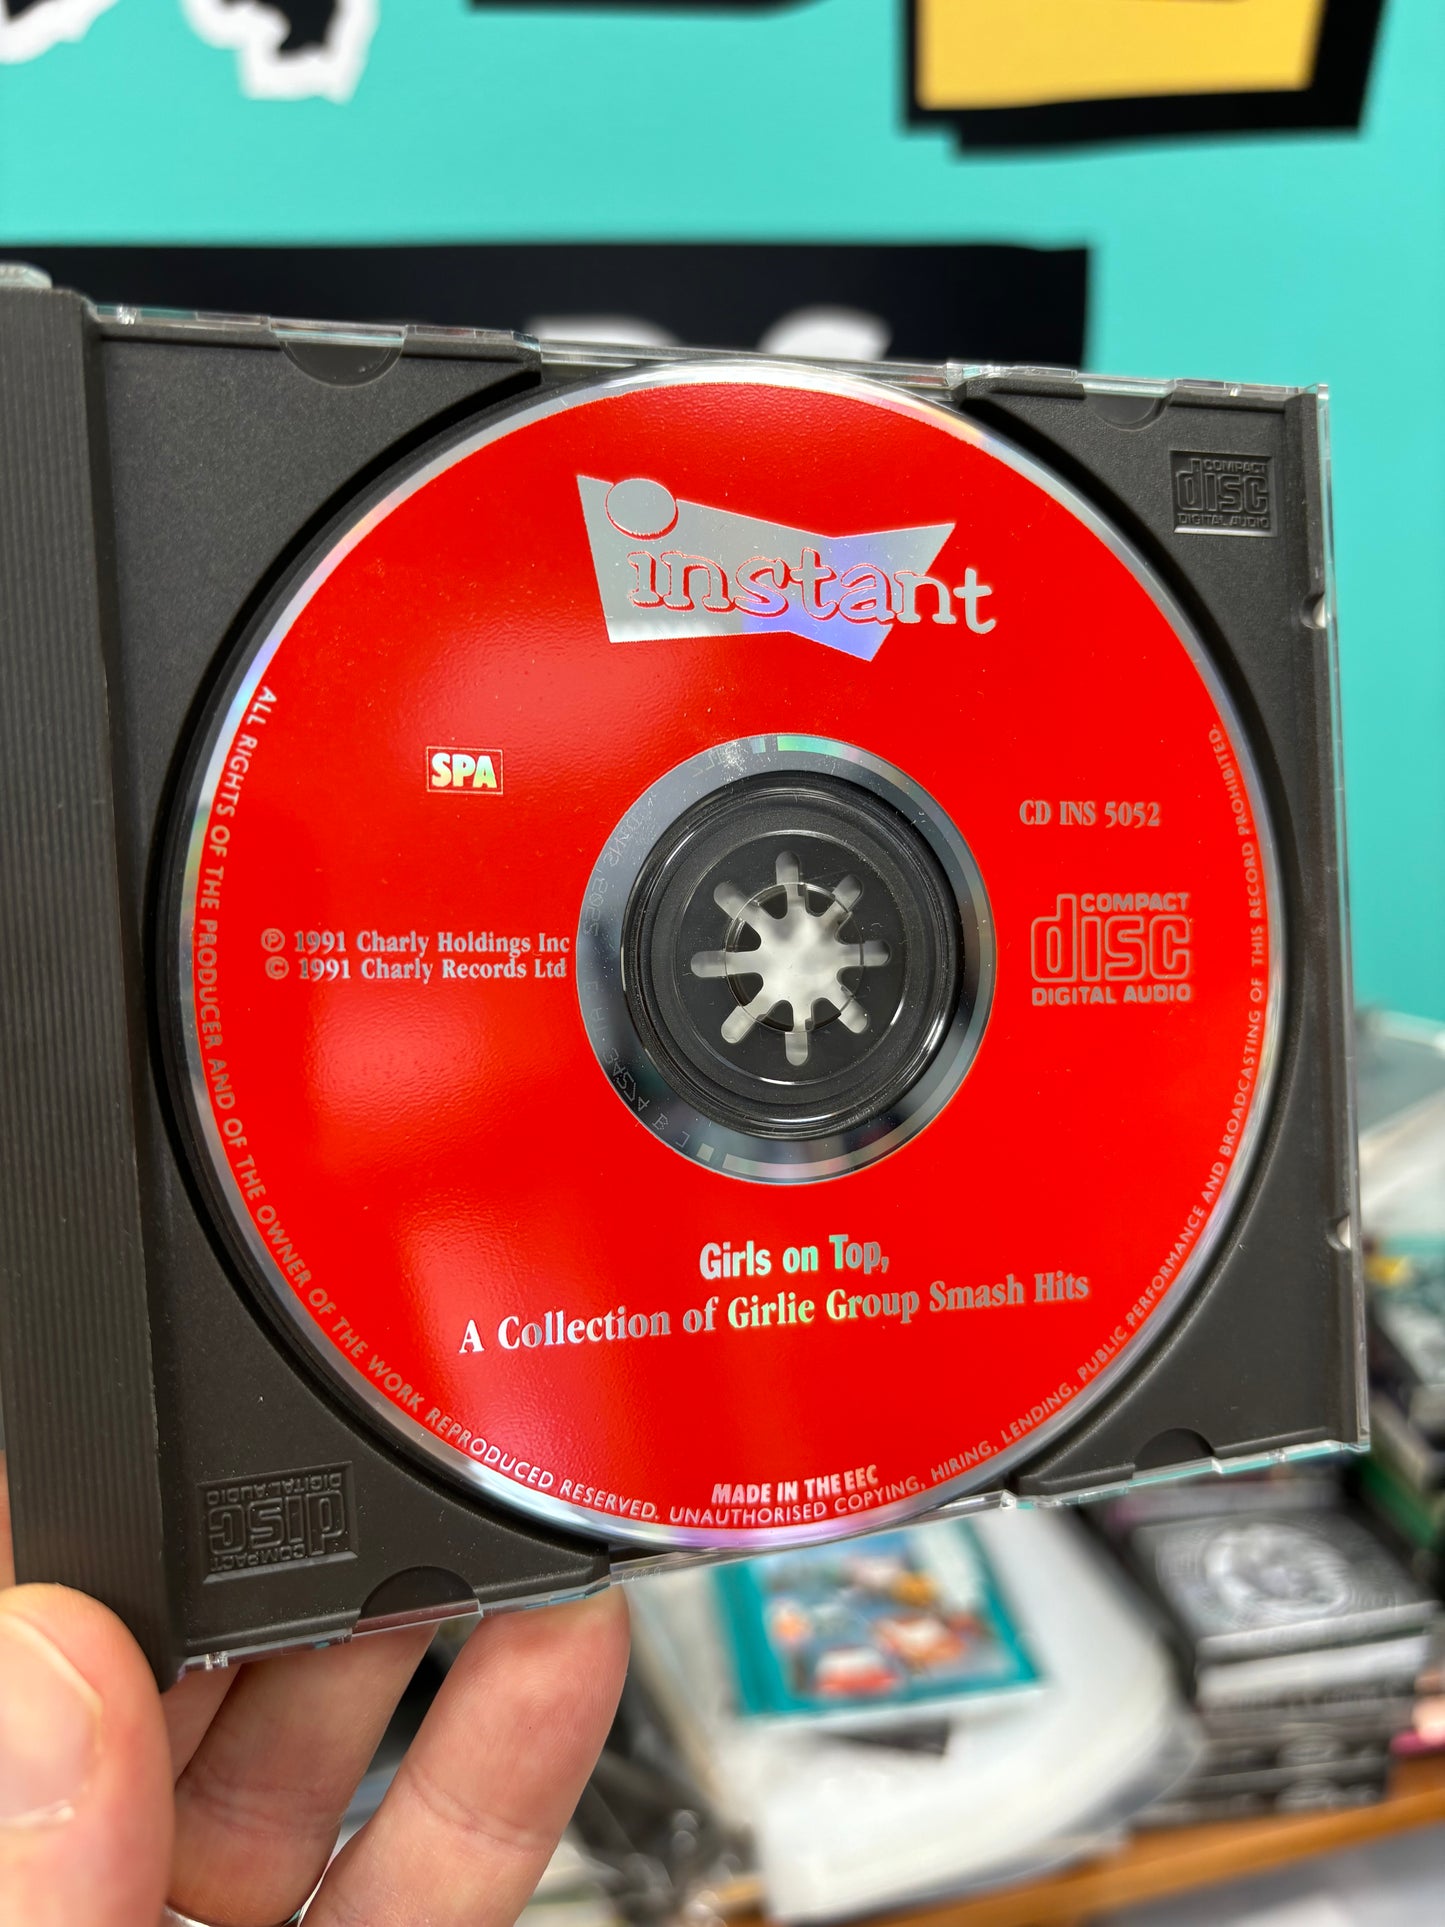 instant
SPA
CD INS 5052
℗ 1991 Charly Holdings Inc
© 1991 Charly Records Ltd
COMPACT
disc
DIGITAL AUDIO
Girls on Top,
A Collection of Girlie Group Smash Hits
MADE IN THE EEC
ALL RIGHTS OF THE PRODUCER AND OF THE OWNER OF THE WORK REPRODUCED RESERVED. UNAUTHORISED COPYING, HIRING, LENDING, PUBLIC PERFORMANCE AND BROADCASTING OF THIS RECORD PROHIBITED.
COMPACT
disc
DIGITAL AUDIO
COMPACT
disc
DIGITAL AUDIO